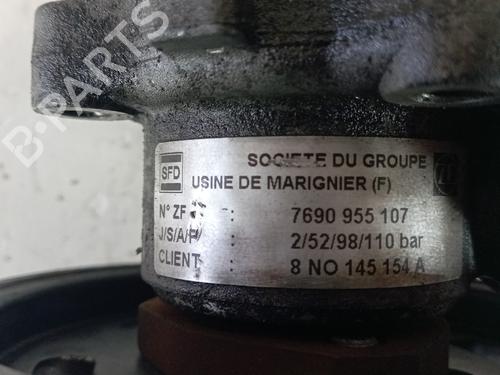 SFD
SOCIETE DU GROUPE
USINE DE MARIGNIER (F)
N° ZF : 7690 955 107
J/S/A/P : 2/52/98/110 bar
CLIENT : 8 NO 145 154 A
B-PARTS